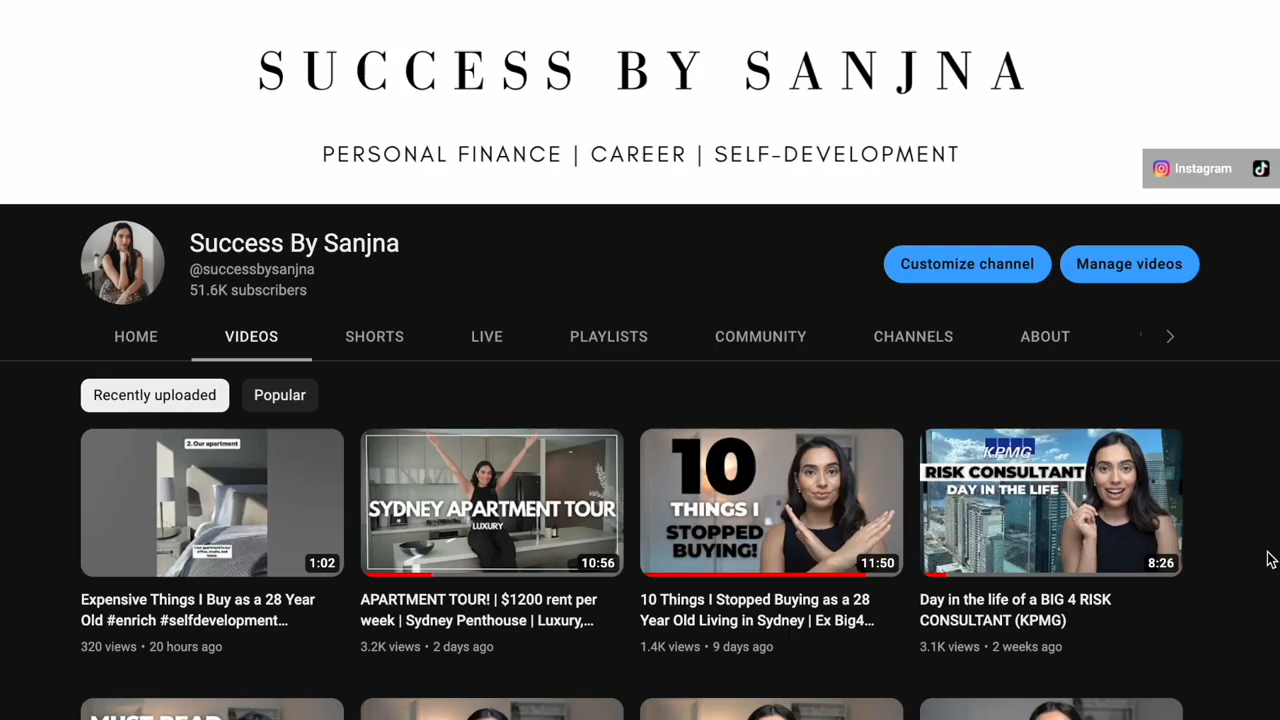 SUCCESS BY SANJNA
PERSONAL FINANCE | CAREER | SELF-DEVELOPMENT
Instagram
Success By Sanjna
@successbysanjna
51.6K subscribers
Customize channel
Manage videos
HOME
VIDEOS
SHORTS
LIVE
PLAYLISTS
COMMUNITY
CHANNELS
ABOUT
Recently uploaded
Popular
2. Our apartment
1:02
Expensive Things I Buy as a 28 Year
Old #enrich #selfdevelopment...
320 views • 20 hours ago
SYDNEY APARTMENT TOUR
LUXURY
10:56
APARTMENT TOUR! | $1200 rent per
week | Sydney Penthouse | Luxury,...
3.2K views • 2 days ago
10
THINGS I
STOPPED
BUYING!
11:50
10 Things I Stopped Buying as a 28
Year Old Living in Sydney | Ex Big4...
1.4K views • 9 days ago
KPMG
RISK CONSULTANT
DAY IN THE LIFE
8:26
Day in the life of a BIG 4 RISK
CONSULTANT (KPMG)
3.1K views • 2 weeks ago
MUST READ